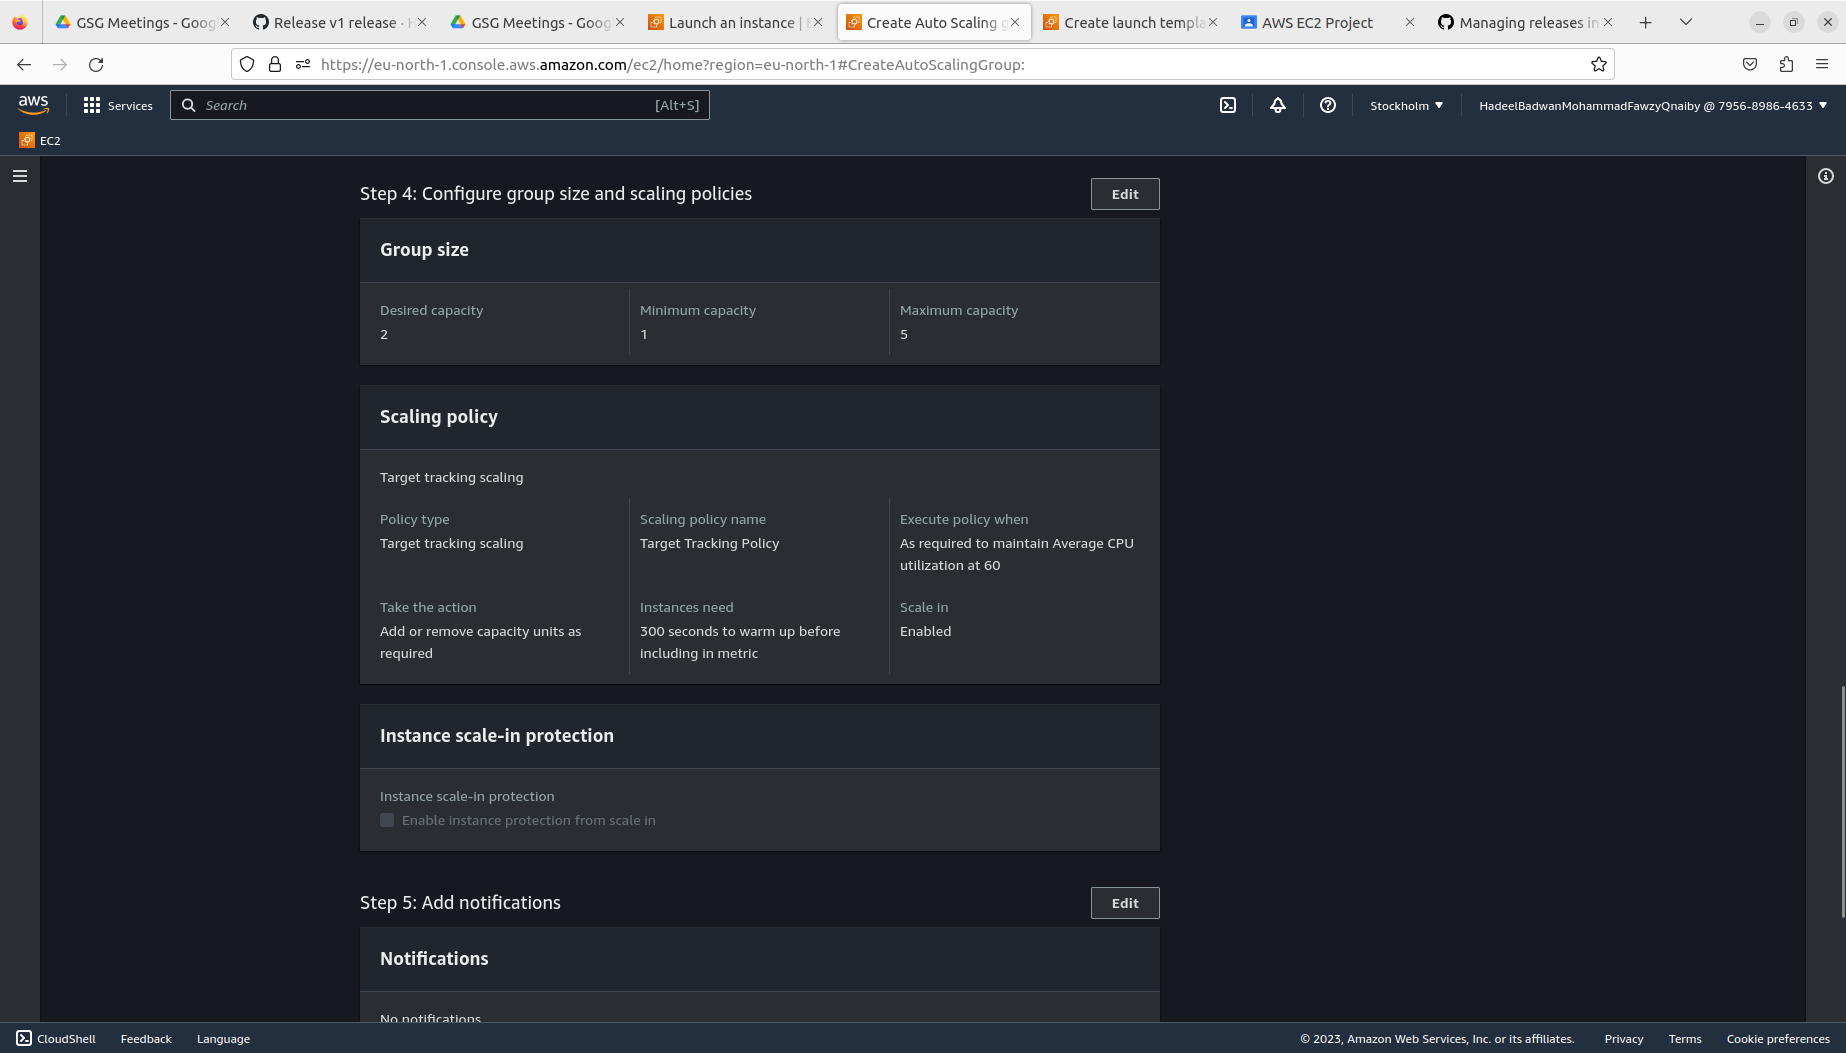 GSG Meetings - Goog
Release v1 release · H
GSG Meetings - Goog
Launch an instance | E
Create Auto Scaling g
Create launch templa
AWS EC2 Project
Managing releases in
https://eu-north-1.console.aws.amazon.com/ec2/home?region=eu-north-1#CreateAutoScalingGroup:
aws
Services
Search
[Alt+S]
Stockholm
HadeelBadwanMohammadFawzyQnaiby @ 7956-8986-4633
EC2
Step 4: Configure group size and scaling policies
Edit
Group size
Desired capacity
2
Minimum capacity
1
Maximum capacity
5
Scaling policy
Target tracking scaling
Policy type
Target tracking scaling
Scaling policy name
Target Tracking Policy
Execute policy when
As required to maintain Average CPU
utilization at 60
Take the action
Add or remove capacity units as
required
Instances need
300 seconds to warm up before
including in metric
Scale in
Enabled
Instance scale-in protection
Instance scale-in protection
Enable instance protection from scale in
Step 5: Add notifications
Edit
Notifications
No notifications
CloudShell
Feedback
Language
© 2023, Amazon Web Services, Inc. or its affiliates.
Privacy
Terms
Cookie preferences